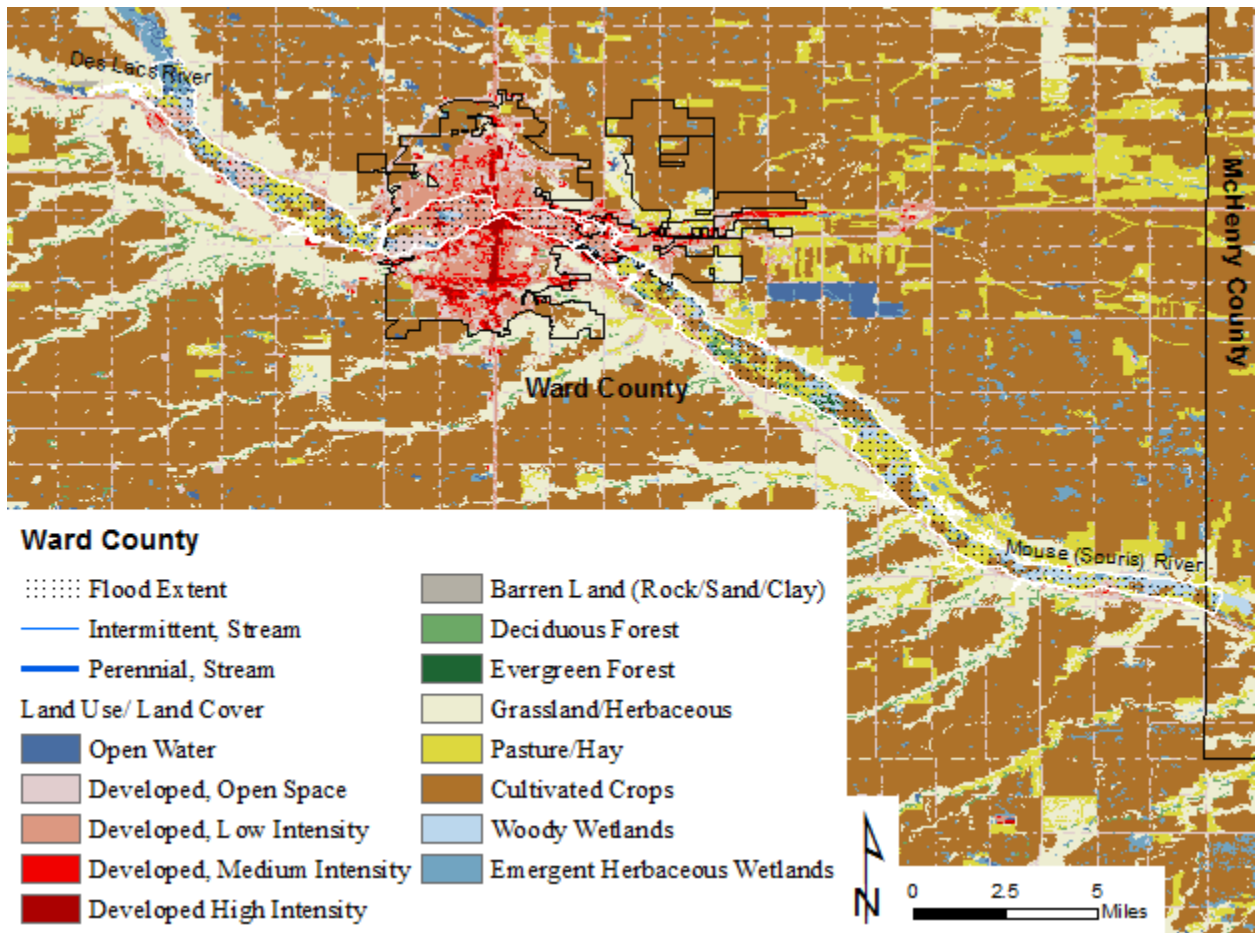 Des Lacs River
McHenry County
Ward County
Mouse (Souris) River
Ward County
Flood Extent
Intermittent, Stream
Perennial, Stream
Land Use/ Land Cover
Open Water
Developed, Open Space
Developed, Low Intensity
Developed, Medium Intensity
Developed High Intensity
Barren Land (Rock/Sand/Clay)
Deciduous Forest
Evergreen Forest
Grassland/Herbaceous
Pasture/Hay
Cultivated Crops
Woody Wetlands
Emergent Herbaceous Wetlands
N
0 2.5 5
Miles